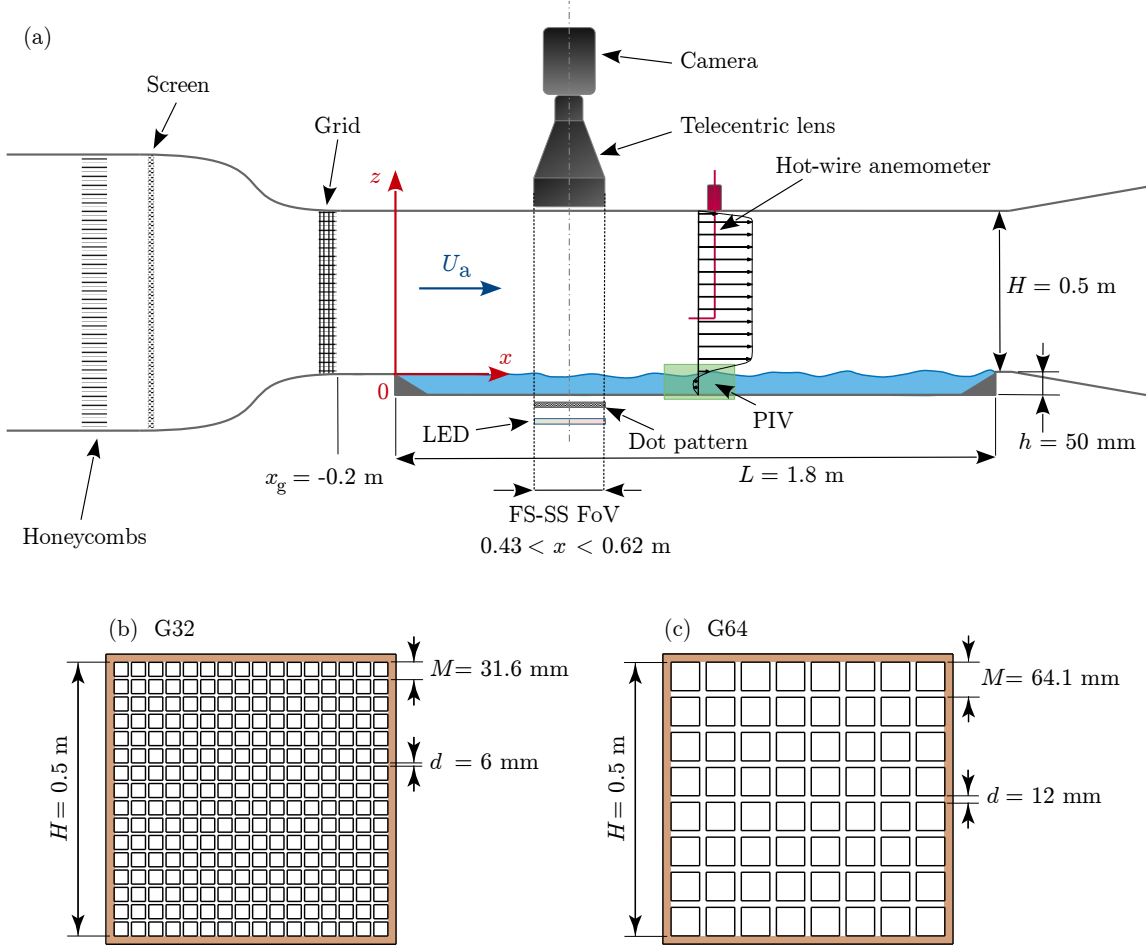 (a)
Camera
Screen
Grid
Telecentric lens
Hot-wire anemometer
z
U_a
H = 0.5 m
x
0
LED
Dot pattern
PIV
h = 50 mm
x_g = -0.2 m
L = 1.8 m
FS-SS FoV
Honeycombs
0.43 < x < 0.62 m
(b) G32
(c) G64
M = 31.6 mm
M = 64.1 mm
H = 0.5 m
d = 6 mm
H = 0.5 m
d = 12 mm